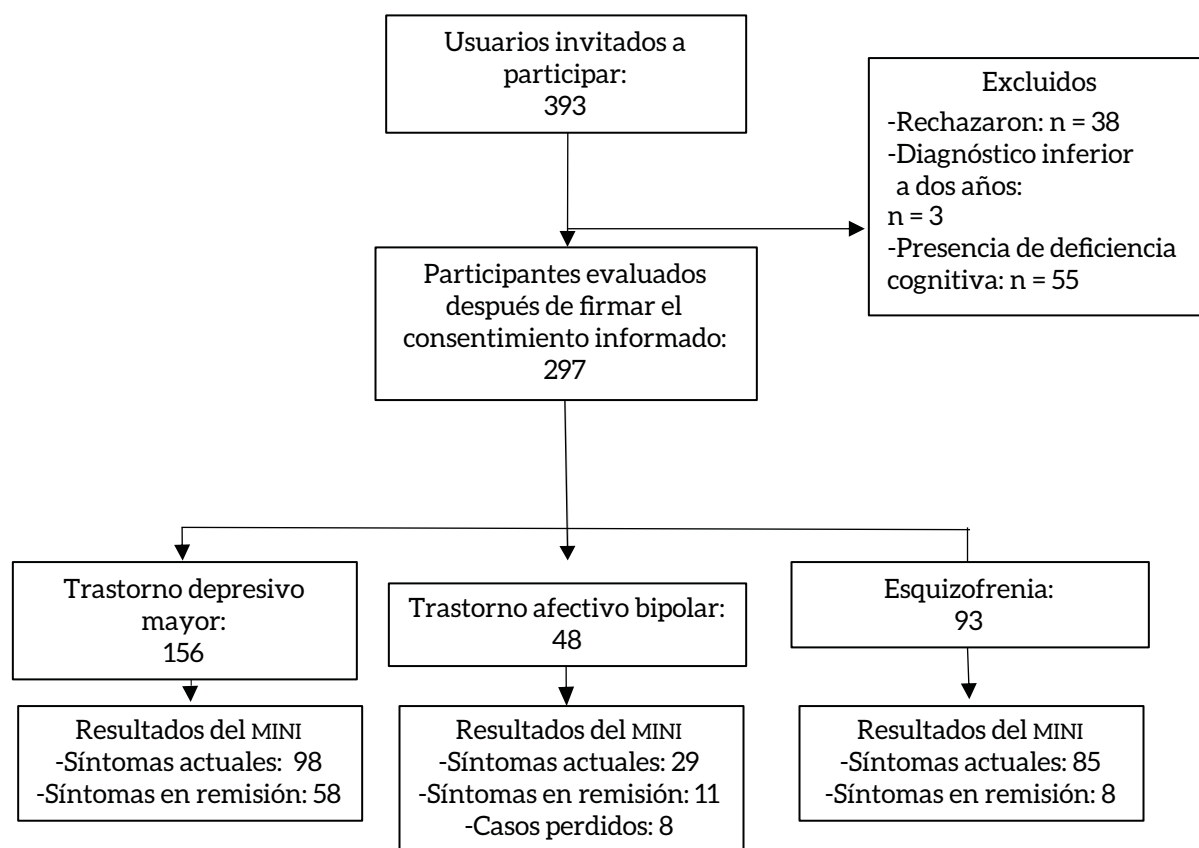 Usuarios invitados a
participar:
393
Excluidos
-Rechazaron: n = 38
-Diagnóstico inferior
a dos años:
n = 3
-Presencia de deficiencia
cognitiva: n = 55
Participantes evaluados
después de firmar el
consentimiento informado:
297
Trastorno depresivo
mayor:
156
Trastorno afectivo bipolar:
48
Esquizofrenia:
93
Resultados del MINI
-Síntomas actuales: 98
-Síntomas en remisión: 58
Resultados del MINI
-Síntomas actuales: 29
-Síntomas en remisión: 11
-Casos perdidos: 8
Resultados del MINI
-Síntomas actuales: 85
-Síntomas en remisión: 8